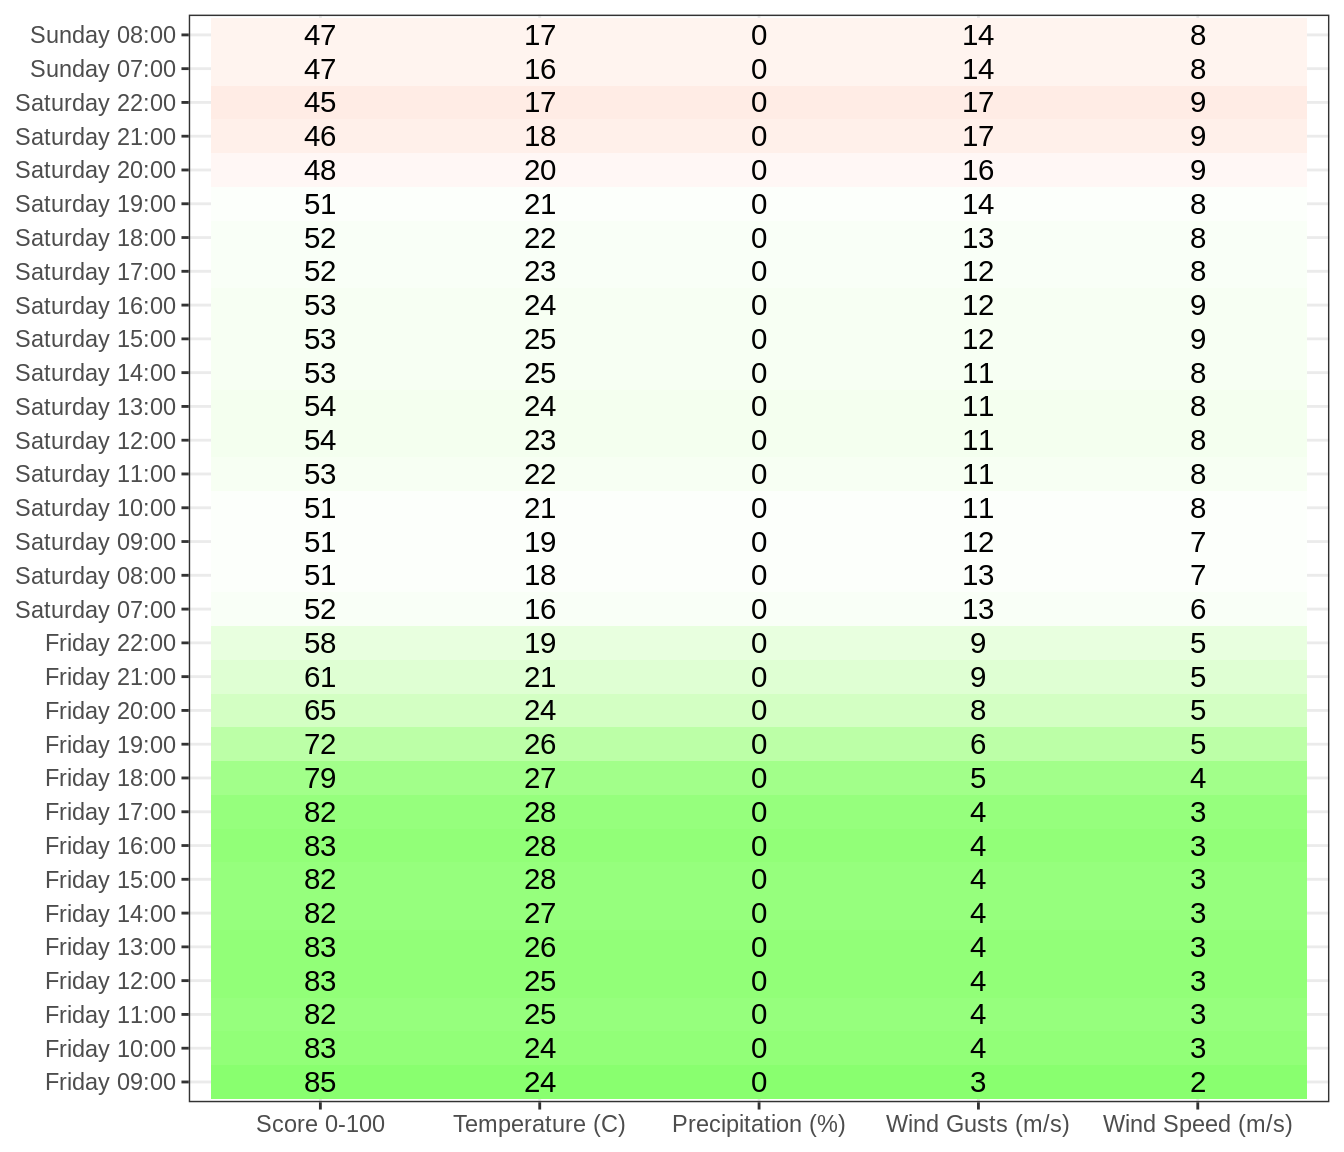 Sunday 08:00 47 17 0 14 8
Sunday 07:00 47 16 0 14 8
Saturday 22:00 45 17 0 17 9
Saturday 21:00 46 18 0 17 9
Saturday 20:00 48 20 0 16 9
Saturday 19:00 51 21 0 14 8
Saturday 18:00 52 22 0 13 8
Saturday 17:00 52 23 0 12 8
Saturday 16:00 53 24 0 12 9
Saturday 15:00 53 25 0 12 9
Saturday 14:00 53 25 0 11 8
Saturday 13:00 54 24 0 11 8
Saturday 12:00 54 23 0 11 8
Saturday 11:00 53 22 0 11 8
Saturday 10:00 51 21 0 11 8
Saturday 09:00 51 19 0 12 7
Saturday 08:00 51 18 0 13 7
Saturday 07:00 52 16 0 13 6
Friday 22:00 58 19 0 9 5
Friday 21:00 61 21 0 9 5
Friday 20:00 65 24 0 8 5
Friday 19:00 72 26 0 6 5
Friday 18:00 79 27 0 5 4
Friday 17:00 82 28 0 4 3
Friday 16:00 83 28 0 4 3
Friday 15:00 82 28 0 4 3
Friday 14:00 82 27 0 4 3
Friday 13:00 83 26 0 4 3
Friday 12:00 83 25 0 4 3
Friday 11:00 82 25 0 4 3
Friday 10:00 83 24 0 4 3
Friday 09:00 85 24 0 3 2
Score 0-100 Temperature (C) Precipitation (%) Wind Gusts (m/s) Wind Speed (m/s)